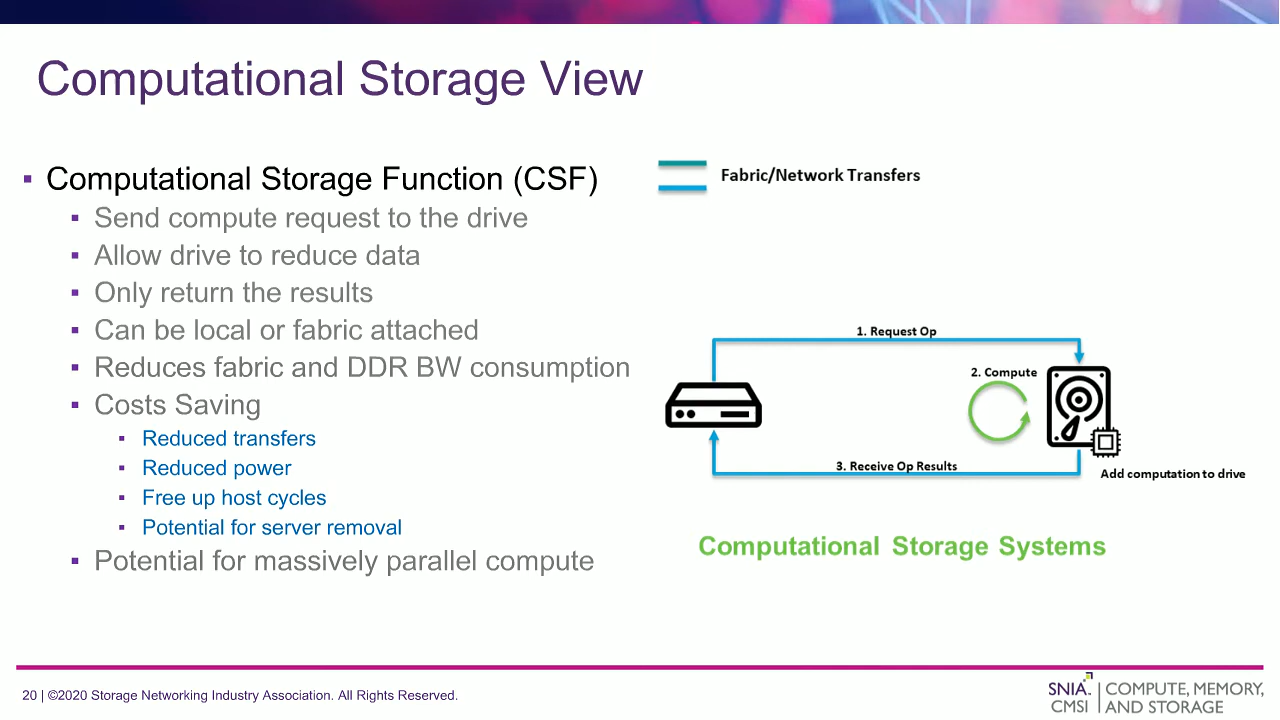 Computational Storage View
▪ Computational Storage Function (CSF)
▪ Send compute request to the drive
▪ Allow drive to reduce data
▪ Only return the results
▪ Can be local or fabric attached
▪ Reduces fabric and DDR BW consumption
▪ Costs Saving
▪ Reduced transfers
▪ Reduced power
▪ Free up host cycles
▪ Potential for server removal
▪ Potential for massively parallel compute
Fabric/Network Transfers
1. Request Op
2. Compute
3. Receive Op Results
Add computation to drive
Computational Storage Systems
20 | ©2020 Storage Networking Industry Association. All Rights Reserved.
SNIA. | COMPUTE, MEMORY,
CMSI | AND STORAGE